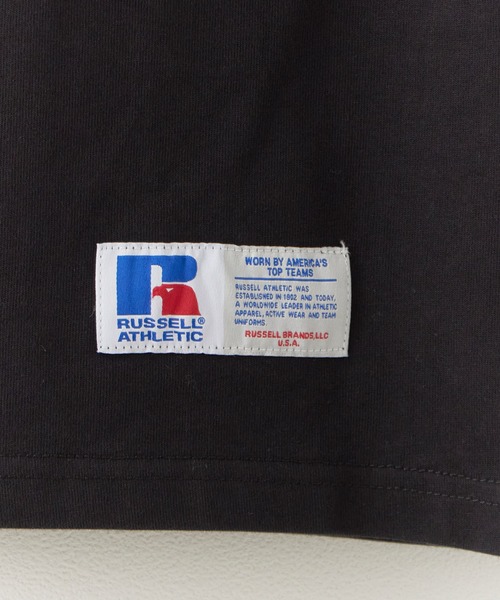 R
RUSSELL®
ATHLETIC
WORN BY AMERICA'S
TOP TEAMS
RUSSELL ATHLETIC WAS
ESTABLISHED IN 1902 AND TODAY,
A WORLDWIDE LEADER IN ATHLETIC
APPAREL, ACTIVE WEAR AND TEAM
UNIFORMS.
RUSSELL BRANDS, LLC
U.S.A.